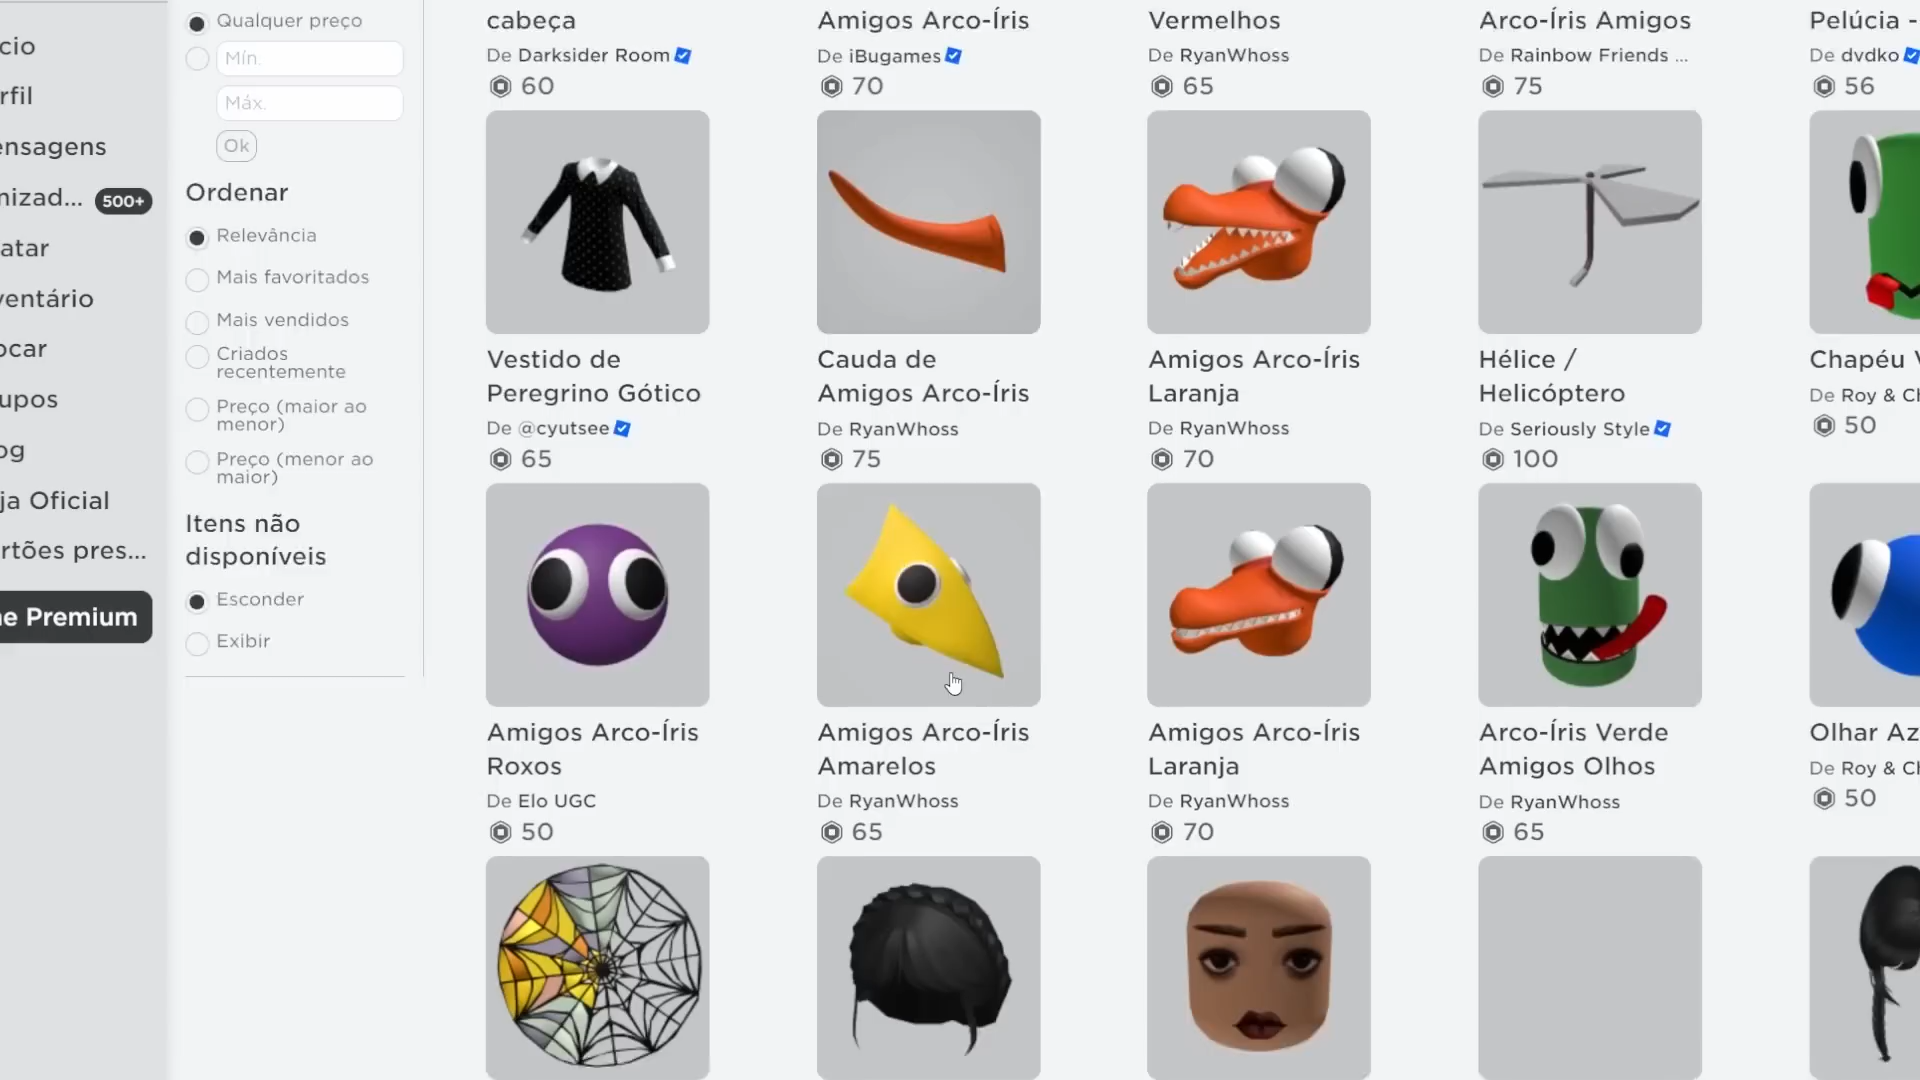 cio
rfil
ensagens
nizad... 500+
atar
ventário
ocar
upos
og
ja Oficial
rtões pres...
ne Premium
Qualquer preço
Mín.
Máx.
Ok
Ordenar
Relevância
Mais favoritados
Mais vendidos
Criados
recentemente
Preço (maior ao
menor)
Preço (menor ao
maior)
Itens não
disponíveis
Esconder
Exibir
cabeça
De Darksider Room
60
Amigos Arco-Íris
De iBugames
70
Vermelhos
De RyanWhoss
65
Arco-Íris Amigos
De Rainbow Friends ...
75
Pelúcia -
De dvdko
56
Vestido de
Peregrino Gótico
De @cyutsee
65
Cauda de
Amigos Arco-Íris
De RyanWhoss
75
Amigos Arco-Íris
Laranja
De RyanWhoss
70
Hélice /
Helicóptero
De Seriously Style
100
Chapéu V
De Roy & Ch
50
Amigos Arco-Íris
Roxos
De Elo UGC
50
Amigos Arco-Íris
Amarelos
De RyanWhoss
65
Amigos Arco-Íris
Laranja
De RyanWhoss
70
Arco-Íris Verde
Amigos Olhos
De RyanWhoss
65
Olhar Az
De Roy & Ch
50